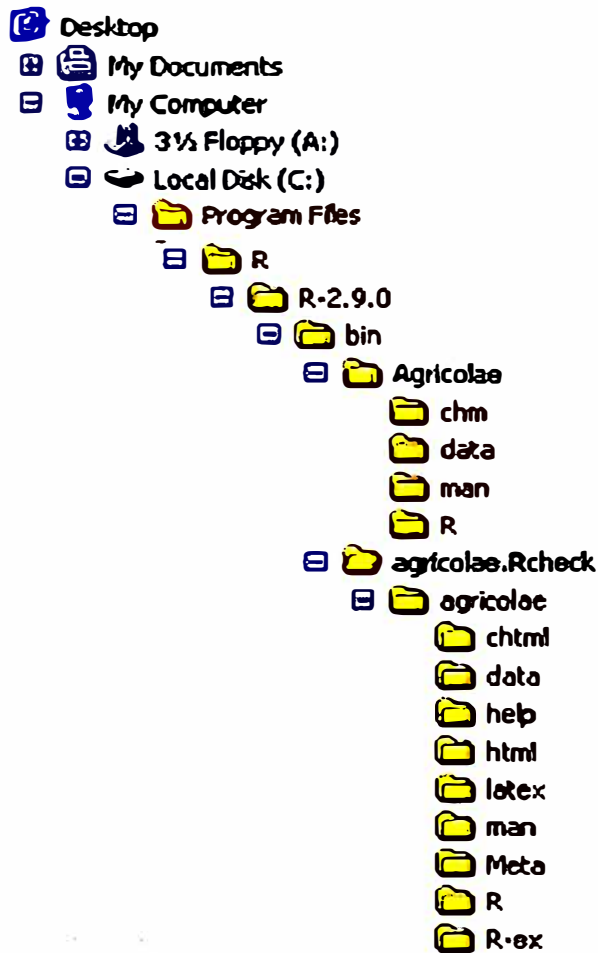 Desktop
My Documents
My Computer
3½ Floppy (A:)
Local Disk (C:)
Program Files
R
R-2.9.0
bin
Agricolae
chm
data
man
R
agricolae.Rcheck
agricolae
chtml
data
help
html
latex
man
Meta
R
R-ex